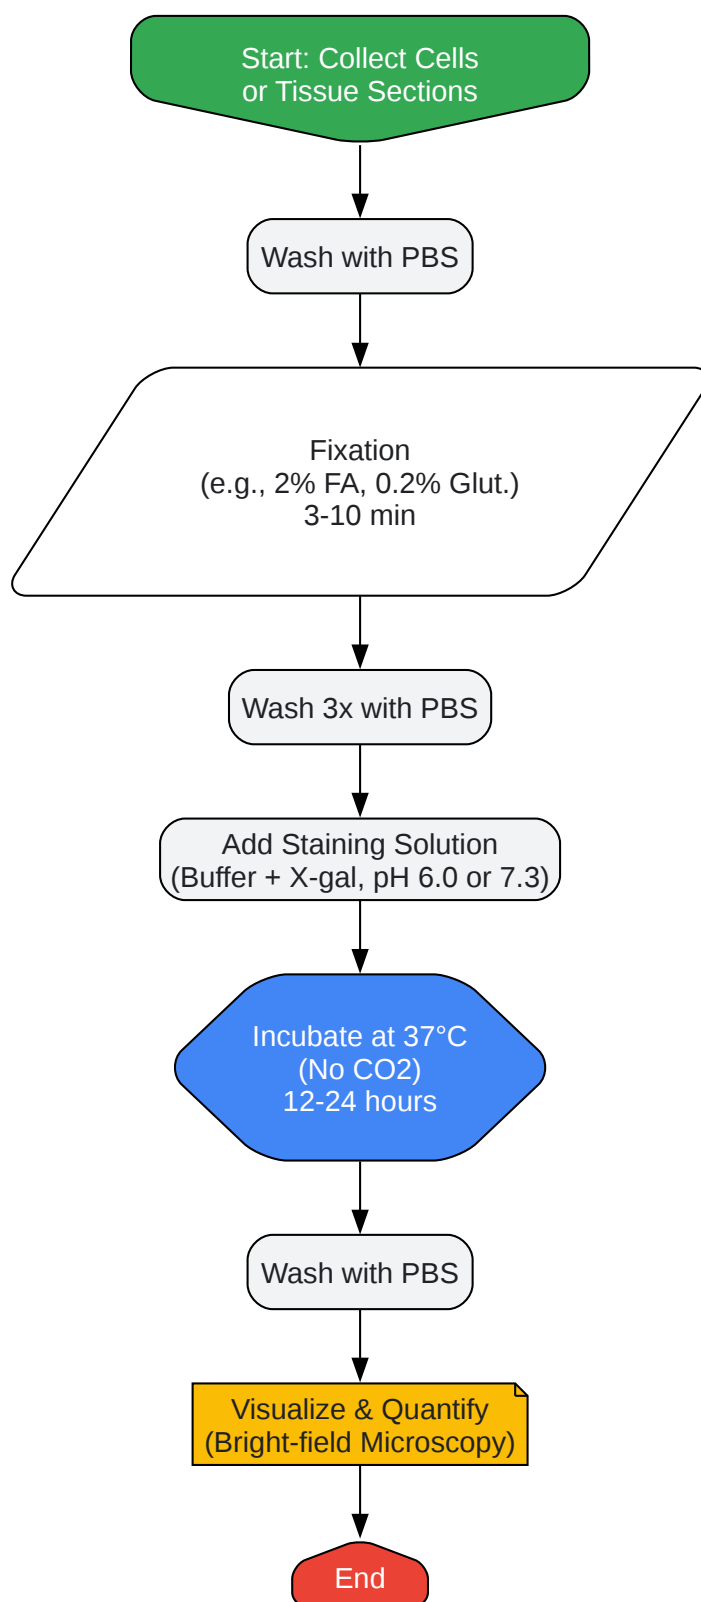 Start: Collect Cells
or Tissue Sections
Wash with PBS
Fixation
(e.g., 2% FA, 0.2% Glut.)
3-10 min
Wash 3x with PBS
Add Staining Solution
(Buffer + X-gal, pH 6.0 or 7.3)
Incubate at 37°C
(No CO2)
12-24 hours
Wash with PBS
Visualize & Quantify
(Bright-field Microscopy)
End